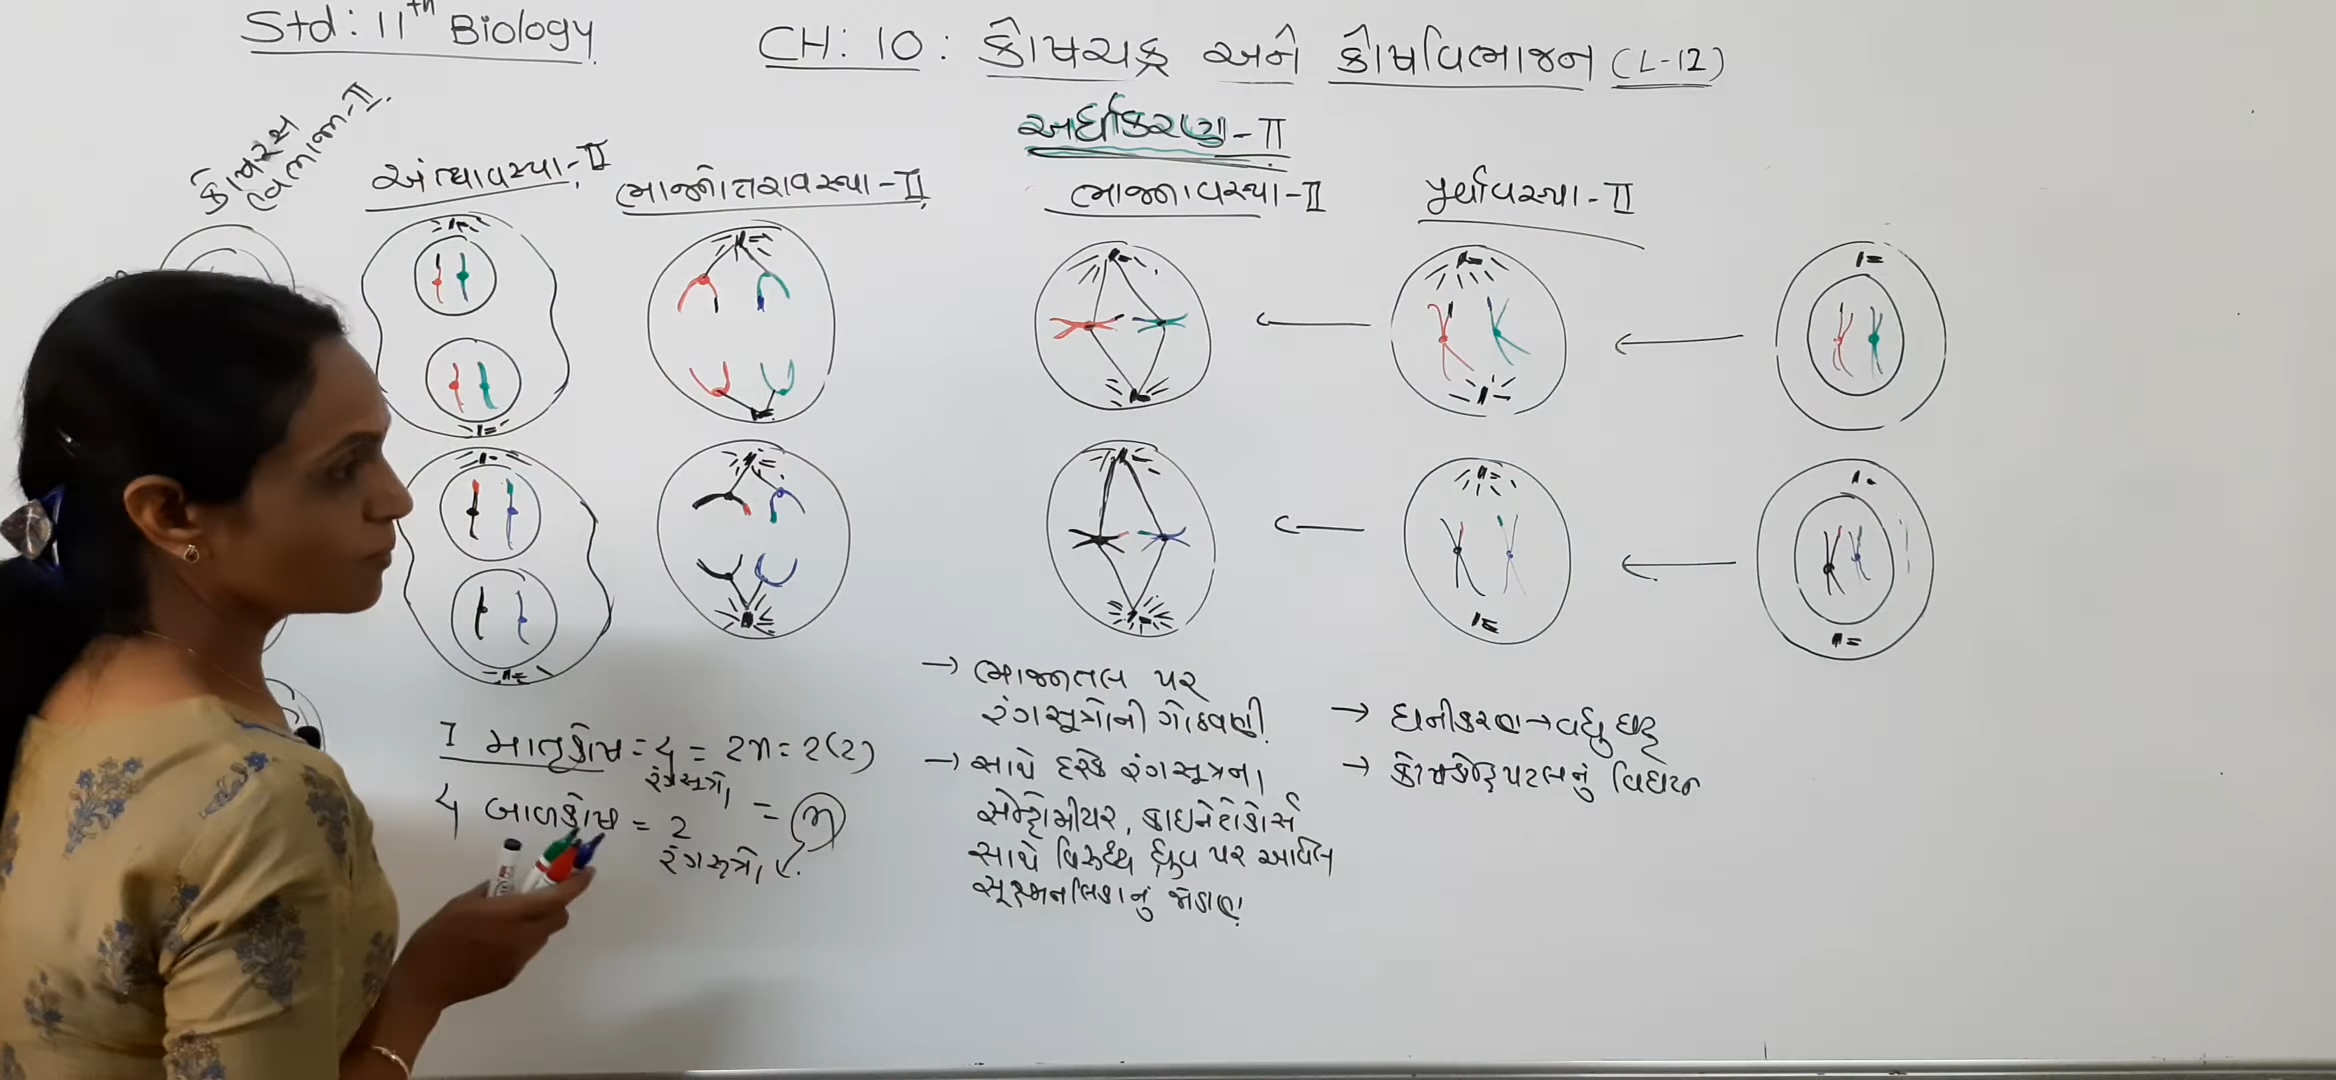 Std: 11th Biology
CH: 10: કોષચક્ર અને કોષવિભાજન (L-12)
અર્ધીકરણ-II
કોષરસ
વિભાજન-II
અંત્યાવસ્થા-II
ભાજનોત્તરાવસ્થા-II
ભાજનાવસ્થા-II
પૂર્વાવસ્થા-II
I માતૃકોષ = 4 = 2n = 2(2)
રંગસૂત્રો
4 બાળકોષ = 2 = n
રંગસૂત્રો
→ ભાજનતલ પર
રંગસૂત્રોની ગોઠવણી
→ સાથે દરેક રંગસૂત્રના
સેન્ટ્રોમીયર, કાઇનેટોકોર્સ
સાથે વિરુધ્ધ ધ્રુવ પર આવેલ
સૂક્ષ્મનલિકાનું જોડાણ
→ ઘનીકરણ → વધુ ઘટ્ટ
→ કોષકેન્દ્રપટલનું વિઘટન